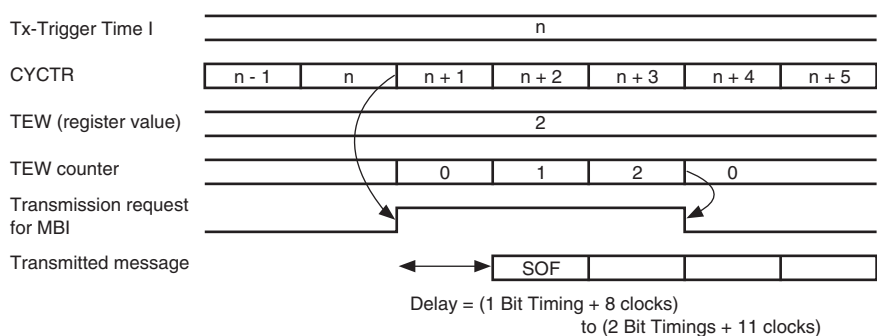 Tx-Trigger Time I n
CYCTR n - 1 n n + 1 n + 2 n + 3 n + 4 n + 5
TEW (register value) 2
TEW counter 0 1 2 0
Transmission request
for MBI
Transmitted message SOF
Delay = (1 Bit Timing + 8 clocks)
to (2 Bit Timings + 11 clocks)